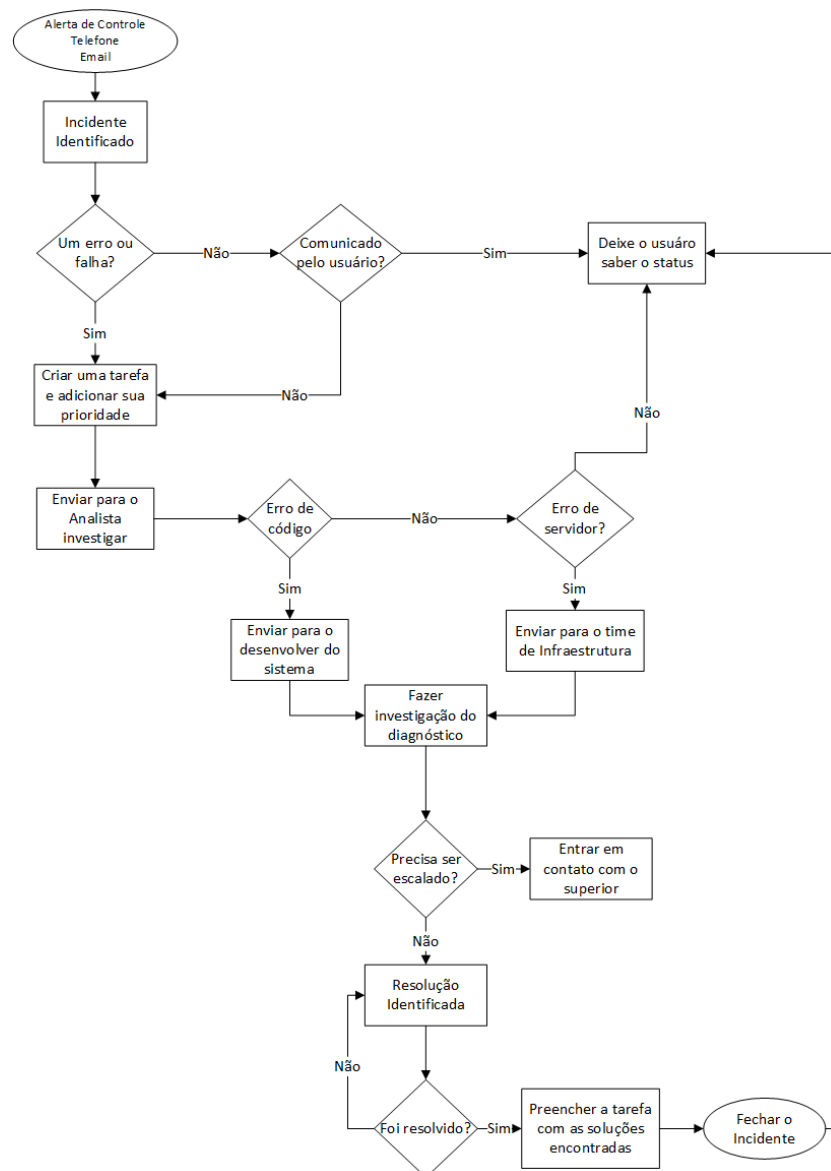 Alerta de Controle
Telefone
Email
Incidente
Identificado
Um erro ou
falha?
Não
Comunicado
pelo usuário?
Sim
Deixe o usuáro
saber o status
Sim
Criar uma tarefa
e adicionar sua
prioridade
Não
Não
Enviar para o
Analista
investigar
Erro de
código
Não
Erro de
servidor?
Sim
Sim
Enviar para o
desenvolver do
sistema
Enviar para o time
de Infraestrutura
Fazer
investigação do
diagnóstico
Precisa ser
escalado?
Sim
Entrar em
contato com o
superior
Não
Resolução
Identificada
Não
Foi resolvido?
Sim
Preencher a tarefa
com as soluções
encontradas
Fechar o
Incidente